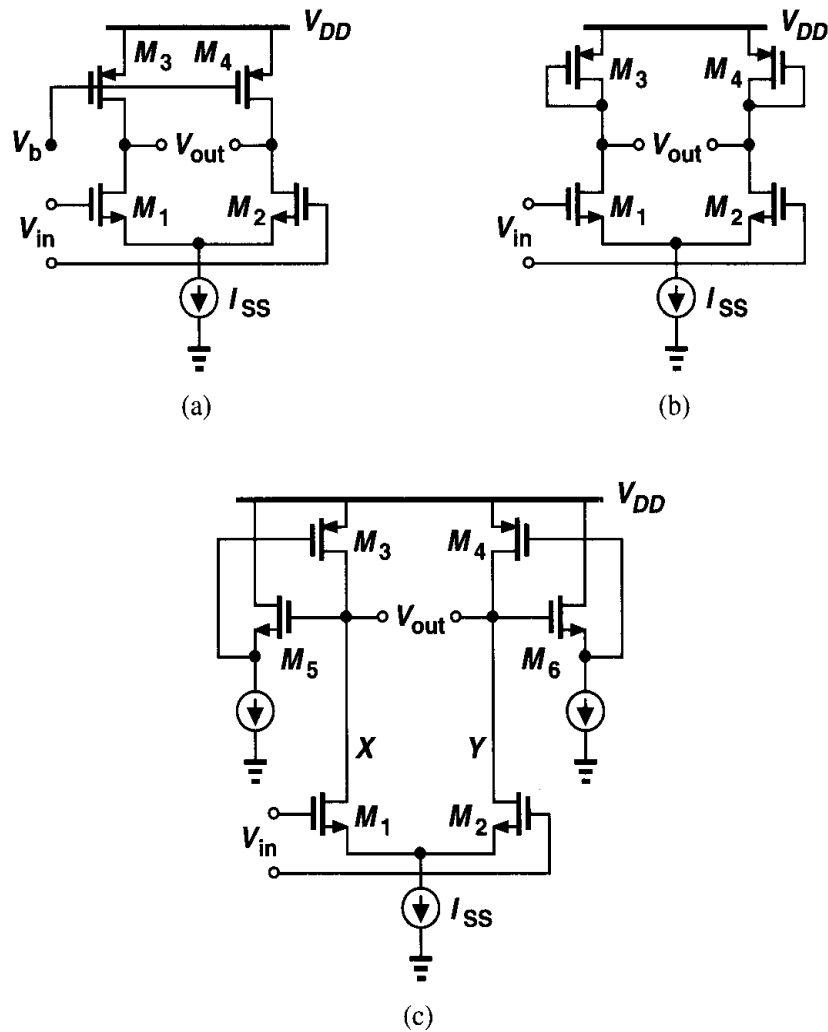 V_DD
M_3
M_4
V_b
V_out
V_in
M_1
M_2
I_SS
(a)
V_DD
M_3
M_4
V_out
V_in
M_1
M_2
I_SS
(b)
V_DD
M_3
M_4
V_out
M_5
M_6
X
Y
V_in
M_1
M_2
I_SS
(c)